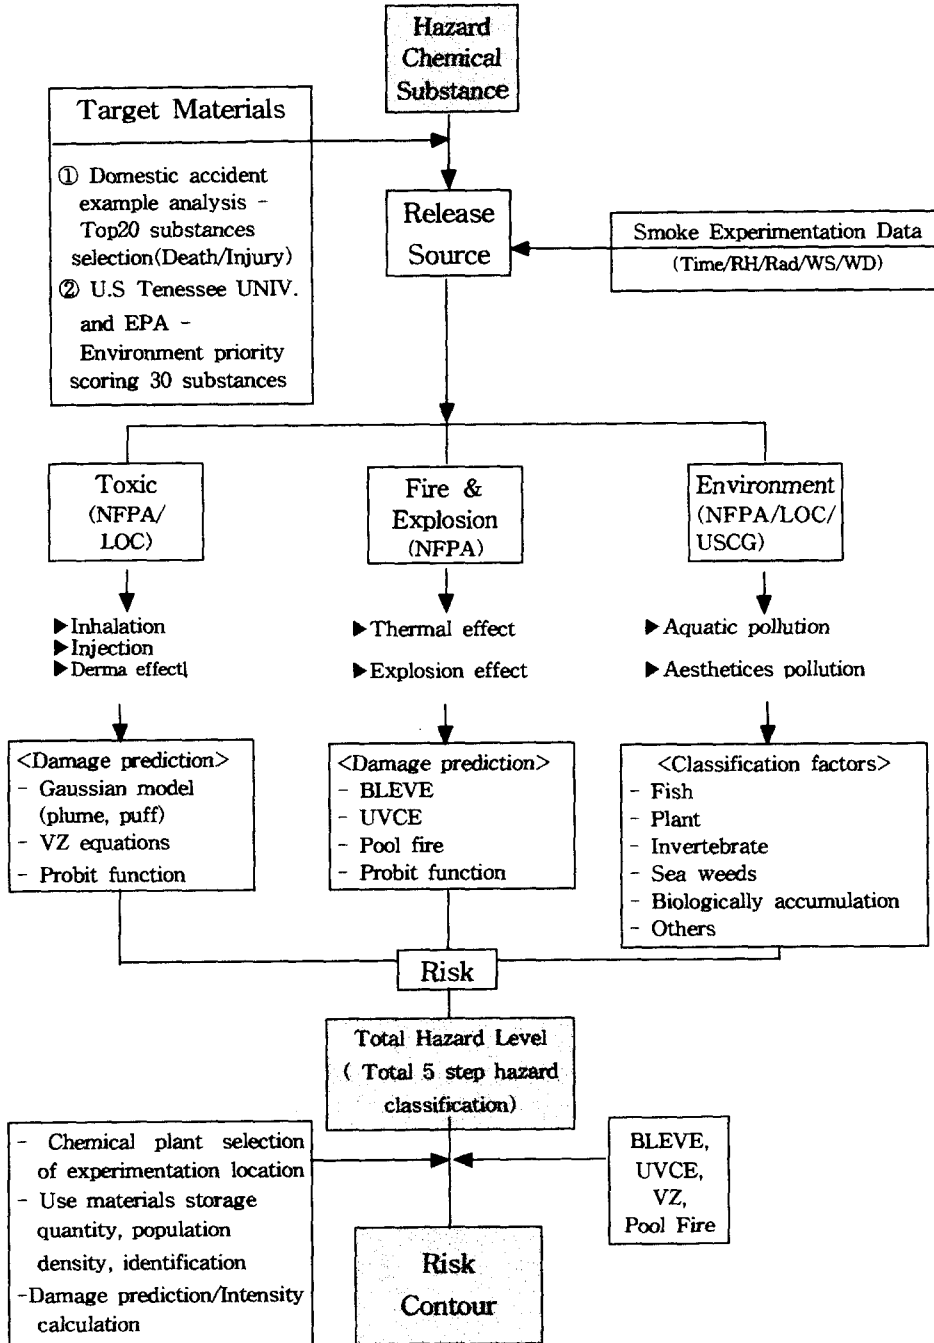 Hazard
Chemical
Substance
Target Materials
① Domestic accident
example analysis -
Top20 substances
selection(Death/Injury)
② U.S Tenessee UNIV.
and EPA -
Environment priority
scoring 30 substances
Release
Source
Smoke Experimentation Data
(Time/RH/Rad/WS/WD)
Toxic
(NFPA/
LOC)
Fire &
Explosion
(NFPA)
Environment
(NFPA/LOC/
USCG)
▶Inhalation
▶Injection
▶Derma effect
▶Thermal effect
▶Explosion effect
▶Aquatic pollution
▶Aesthetices pollution
<Damage prediction>
- Gaussian model
(plume, puff)
- VZ equations
- Probit function
<Damage prediction>
- BLEVE
- UVCE
- Pool fire
- Probit function
<Classification factors>
- Fish
- Plant
- Invertebrate
- Sea weeds
- Biologically accumulation
- Others
Risk
Total Hazard Level
( Total 5 step hazard
classification)
- Chemical plant selection
of experimentation location
- Use materials storage
quantity, population
density, identification
-Damage prediction/Intensity
calculation
BLEVE,
UVCE,
VZ,
Pool Fire
Risk
Contour